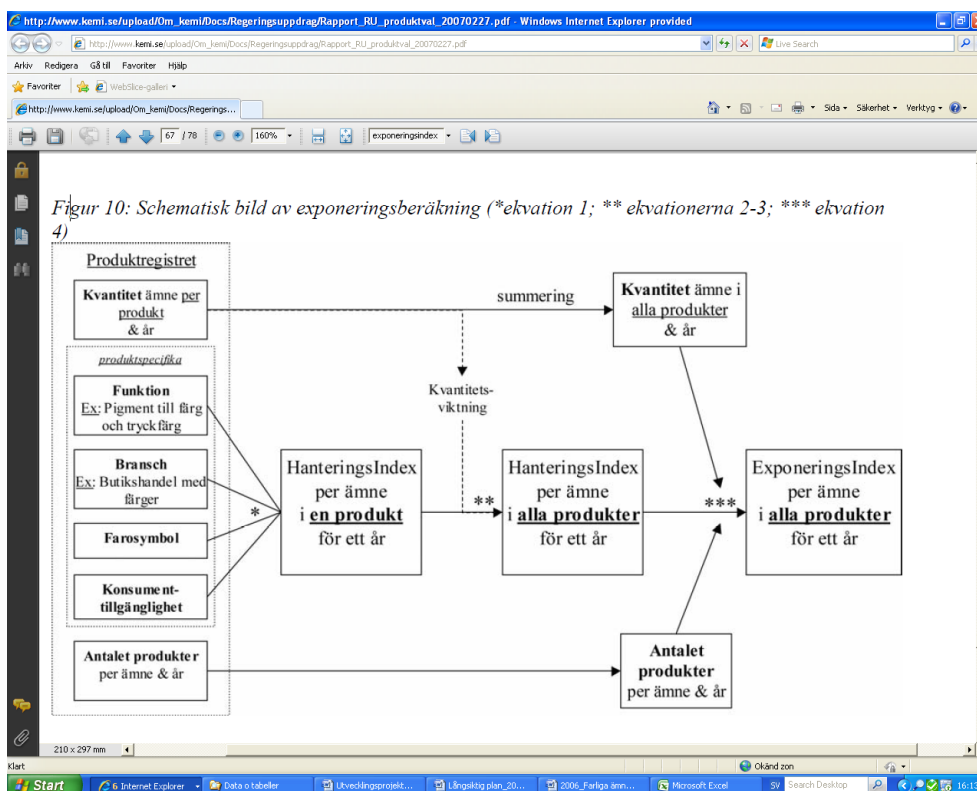 http://www.kemi.se/upload/Om_kemi/Docs/Regeringsuppdrag/Rapport_RU_produktval_20070227.pdf - Windows Internet Explorer provided
http://www.kemi.se/upload/Om_kemi/Docs/Regeringsuppdrag/Rapport_RU_produktval_20070227.pdf
Live Search
Arkiv Redigera Gå till Favoriter Hjälp
Favoriter WebSlice-galleri
http://www.kemi.se/upload/Om_kemi/Docs/Regerings...
Sida Säkerhet Verktyg
67 / 78 160% exponeringsindex
Figur 10: Schematisk bild av exponeringsberäkning (*ekvation 1; ** ekvationerna 2-3; *** ekvation
4)
Produktregistret
Kvantitet ämne per
produkt
& år
summering
Kvantitet ämne i
alla produkter
& år
produktspecifika
Funktion
Ex: Pigment till färg
och tryckfärg
Kvantitets-
viktning
Bransch
Ex: Butikshandel med
färger
Farosymbol
Konsument-
tillgänglighet
*
HanteringsIndex
per ämne
i en produkt
för ett år
**
HanteringsIndex
per ämne
i alla produkter
för ett år
***
ExponeringsIndex
per ämne
i alla produkter
för ett år
Antalet produkter
per ämne & år
Antalet
produkter
per ämne & år
210 x 297 mm
Klart
Okänd zon
Start
6 Internet Explorer
Data o tabeller
Utvecklingsprojekt...
Långsiktig plan_20...
2006_Farliga ämn...
Microsoft Excel
SV
Search Desktop
16:13